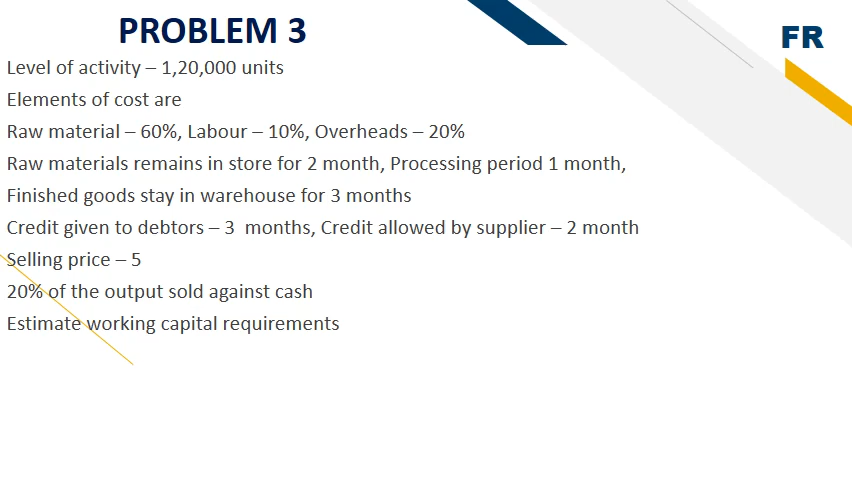 PROBLEM 3
FR
Level of activity – 1,20,000 units
Elements of cost are
Raw material – 60%, Labour – 10%, Overheads – 20%
Raw materials remains in store for 2 month, Processing period 1 month,
Finished goods stay in warehouse for 3 months
Credit given to debtors – 3  months, Credit allowed by supplier – 2 month
Selling price – 5
20% of the output sold against cash
Estimate working capital requirements